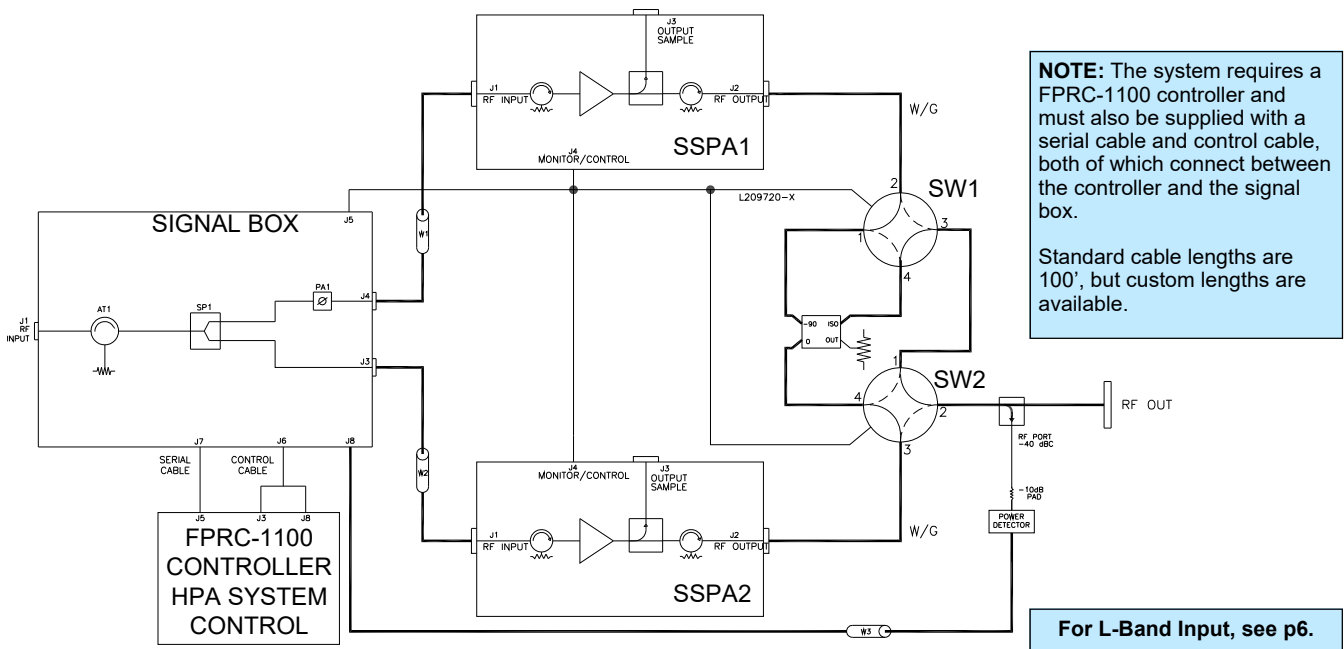 J3
OUTPUT
SAMPLE
J1
RF INPUT
J2
RF OUTPUT
SSPA1
J4
MONITOR/CONTROL
W/G
NOTE: The system requires a
FPRC-1100 controller and
must also be supplied with a
serial cable and control cable,
both of which connect between
the controller and the signal
box.
Standard cable lengths are
100', but custom lengths are
available.
L209720-X
SW1
2
1
3
4
J5
SIGNAL BOX
W1
J1
RF
INPUT
AT1
SP1
PA1
Ø
J4
J3
-90
ISO
0
OUT
SW2
1
4
2
3
RF OUT
RF PORT
-40 dBC
-10dB
PAD
POWER
DETECTOR
J7
J6
J8
SERIAL
CABLE
CONTROL
CABLE
J5
J3
J8
FPRC-1100
CONTROLLER
HPA SYSTEM
CONTROL
W2
J4
MONITOR/CONTROL
J3
OUTPUT
SAMPLE
J1
RF INPUT
J2
RF OUTPUT
SSPA2
W/G
W3
For L-Band Input, see p6.